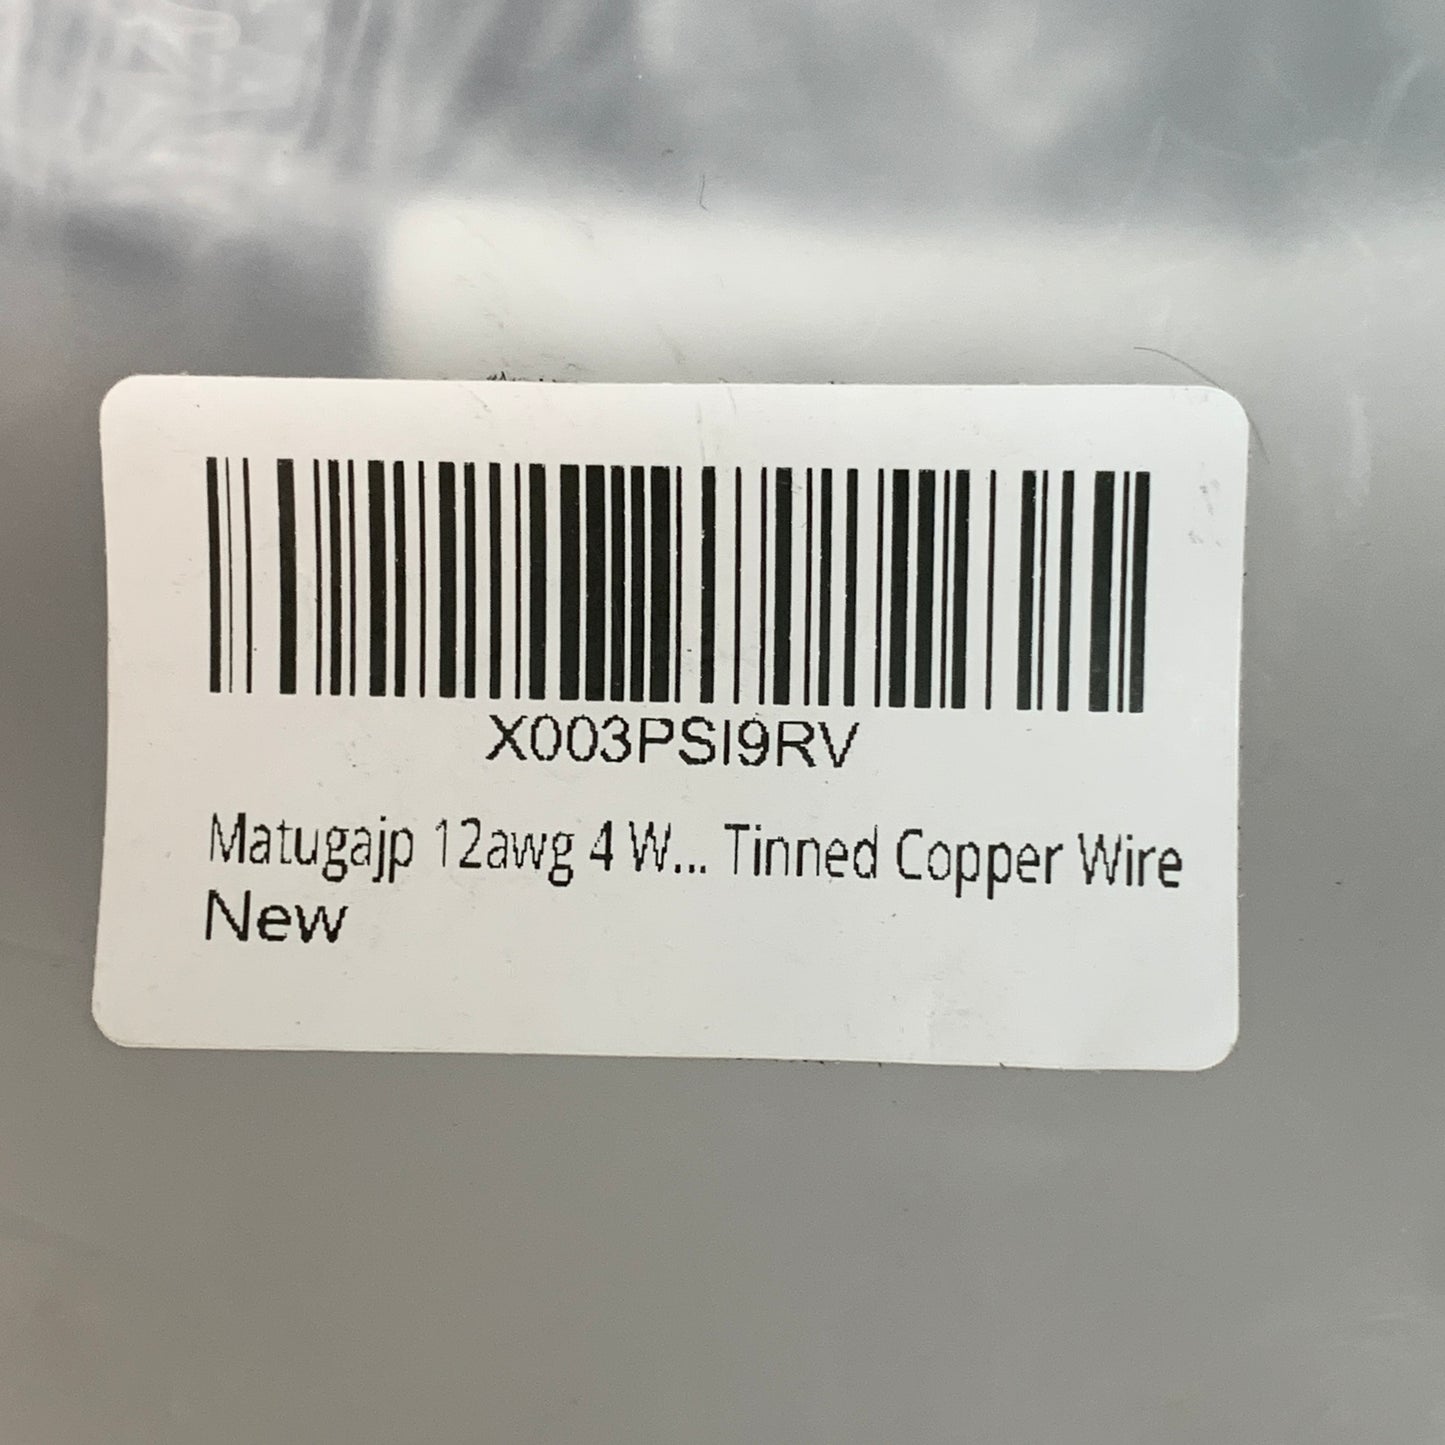 X003PSI9RV
Matugajp 12awg 4 W... Tinned Copper Wire
New